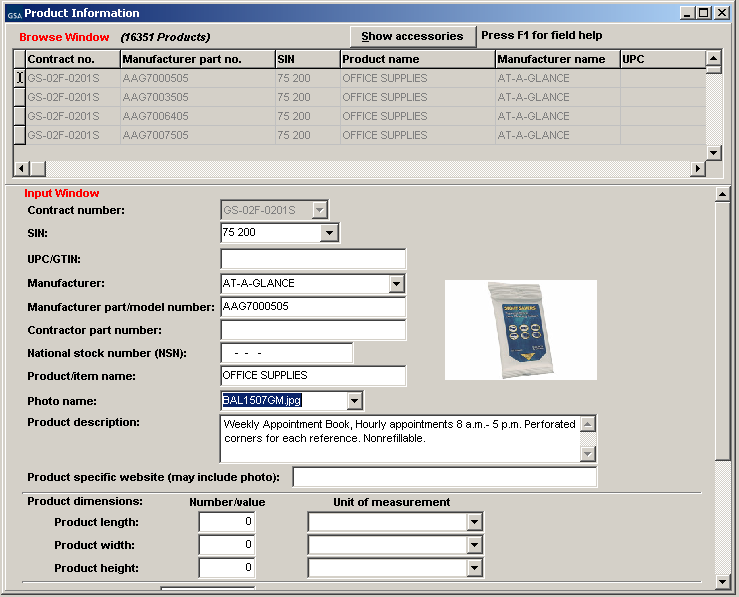 GSA Product Information
Browse Window (16351 Products) Show accessories Press F1 for field help
Contract no. Manufacturer part no. SIN Product name Manufacturer name UPC
GS-02F-0201S AAG7000505 75 200 OFFICE SUPPLIES AT-A-GLANCE
GS-02F-0201S AAG7003505 75 200 OFFICE SUPPLIES AT-A-GLANCE
GS-02F-0201S AAG7006405 75 200 OFFICE SUPPLIES AT-A-GLANCE
GS-02F-0201S AAG7007505 75 200 OFFICE SUPPLIES AT-A-GLANCE
Input Window
Contract number: GS-02F-0201S
SIN: 75 200
UPC/GTIN:
Manufacturer: AT-A-GLANCE
Manufacturer part/model number: AAG7000505
Contractor part number:
National stock number (NSN): - - -
Product/item name: OFFICE SUPPLIES
SIGHT SAVERS
Photo name: BAL1507GM.jpg
Product description: Weekly Appointment Book, Hourly appointments 8 a.m.- 5 p.m. Perforated
corners for each reference. Nonrefillable.
Product specific website (may include photo):
Product dimensions: Number/value Unit of measurement
Product length: 0
Product width: 0
Product height: 0